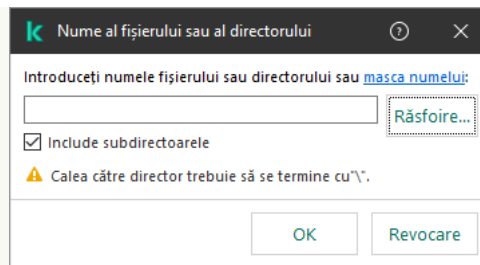 Nume al fișierului sau al directorului
Introduceți numele fișierului sau directorului sau masca numelui:
Răsfoire...
Include subdirectoarele
Calea către director trebuie să se termine cu"\".
OK
Revocare